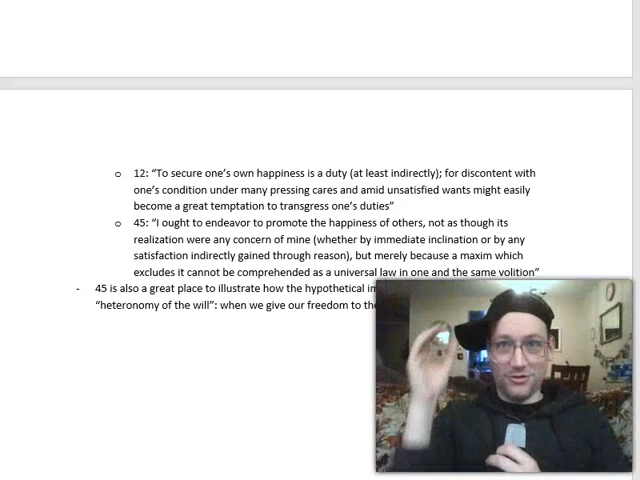 o 12: “To secure one’s own happiness is a duty (at least indirectly); for discontent with
one’s condition under many pressing cares and amid unsatisfied wants might easily
become a great temptation to transgress one’s duties”
o 45: “I ought to endeavor to promote the happiness of others, not as though its
realization were any concern of mine (whether by immediate inclination or by any
satisfaction indirectly gained through reason), but merely because a maxim which
excludes it cannot be comprehended as a universal law in one and the same volition”
- 45 is also a great place to illustrate how the hypothetical
“heteronomy of the will”: when we give our freedom to